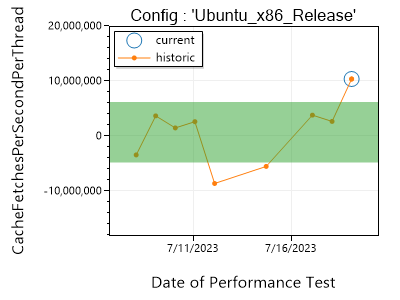 Config : 'Ubuntu_x86_Release'
CacheFetchesPerSecondPerThread
20,000,000
10,000,000
0
-10,000,000
current
historic
7/11/2023
7/16/2023
Date of Performance Test